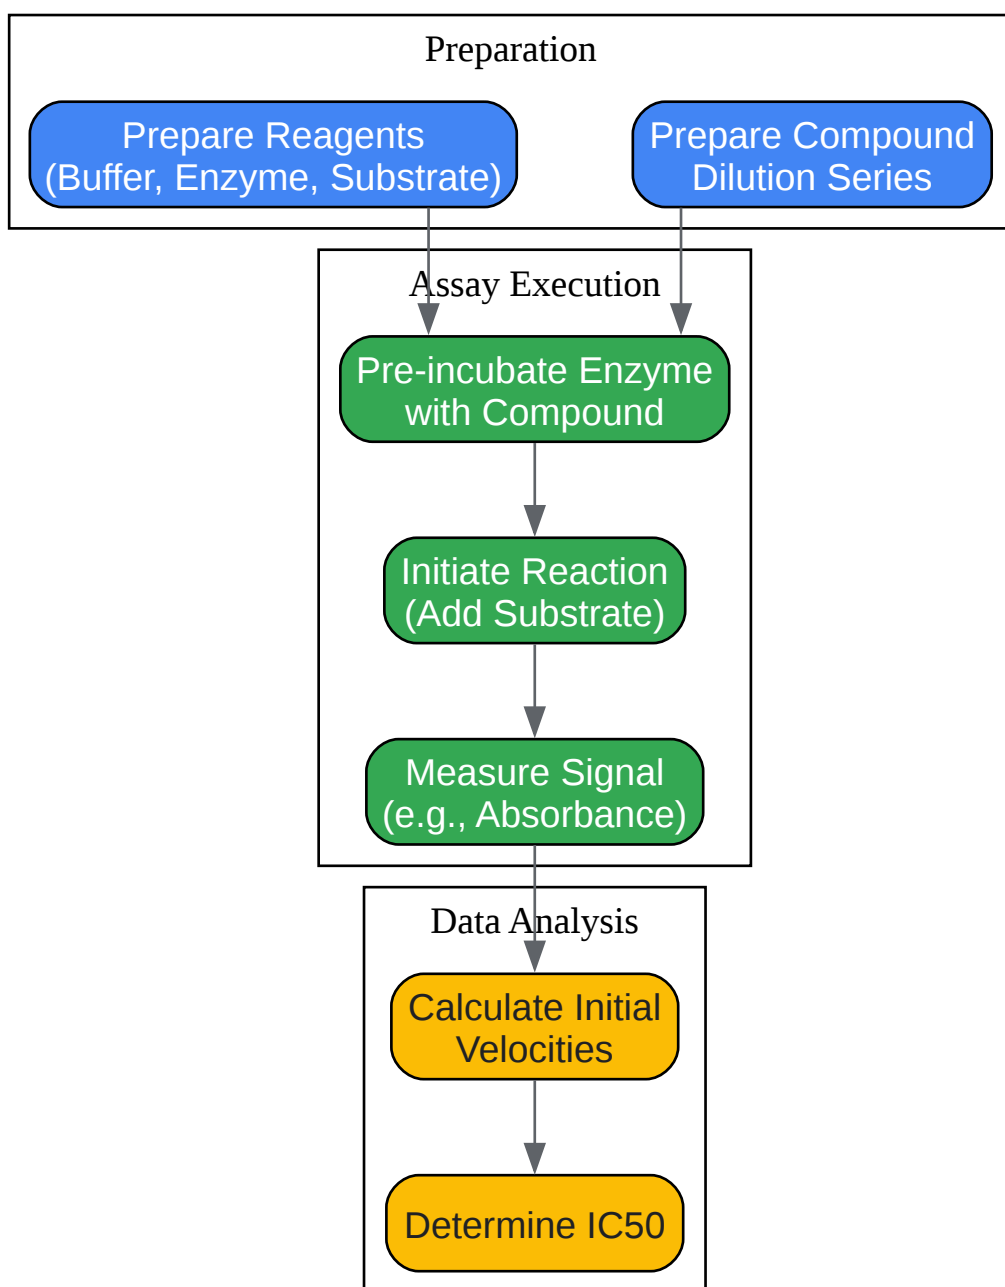 Preparation
Prepare Reagents
(Buffer, Enzyme, Substrate)
Prepare Compound
Dilution Series
Assay Execution
Pre-incubate Enzyme
with Compound
Initiate Reaction
(Add Substrate)
Measure Signal
(e.g., Absorbance)
Data Analysis
Calculate Initial
Velocities
Determine IC50